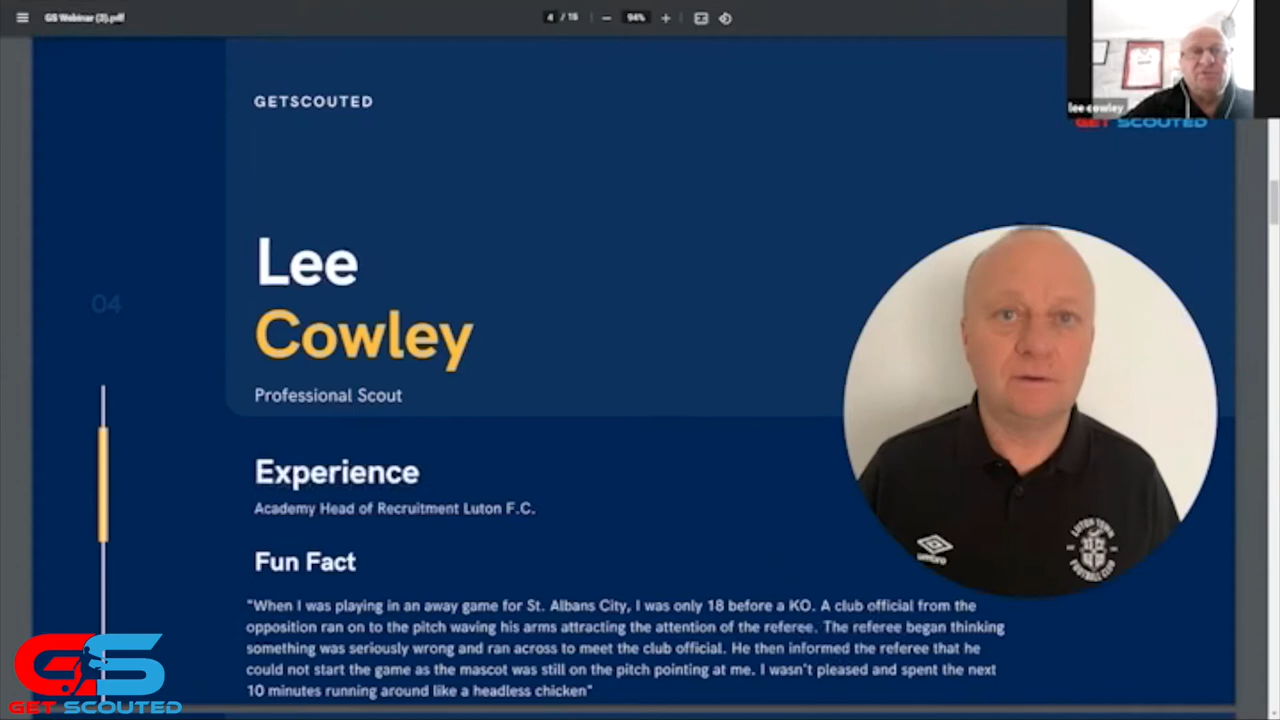 GS Webinar (3).pdf
4 / 15
94%
lee cowley
GET SCOUTED
GETSCOUTED
Lee
Cowley
04
Professional Scout
Experience
Academy Head of Recruitment Luton F.C.
Fun Fact
"When I was playing in an away game for St. Albans City, I was only 18 before a KO. A club official from the
opposition ran on to the pitch waving his arms attracting the attention of the referee. The referee began thinking
something was seriously wrong and ran across to meet the club official. He then informed the referee that he
could not start the game as the mascot was still on the pitch pointing at me. I wasn't pleased and spent the next
10 minutes running around like a headless chicken"
umbro
LUTON TOWN
FOOTBALL CLUB
GS
GET SCOUTED